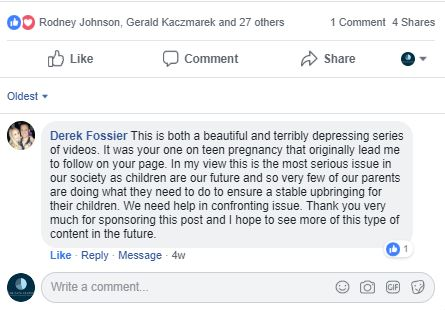 Rodney Johnson, Gerald Kaczmarek and 27 others 1 Comment 4 Shares
Like Comment Share
Oldest
Derek Fossier This is both a beautiful and terribly depressing series
of videos. It was your one on teen pregnancy that originally lead me
to follow on your page. In my view this is the most serious issue in
our society as children are our future and so very few of our parents
are doing what they need to do to ensure a stable upbringing for
their children. We need help in confronting issue. Thank you very
much for sponsoring this post and I hope to see more of this type of
content in the future.
1
Like · Reply · Message · 4w
Write a comment...
GIF